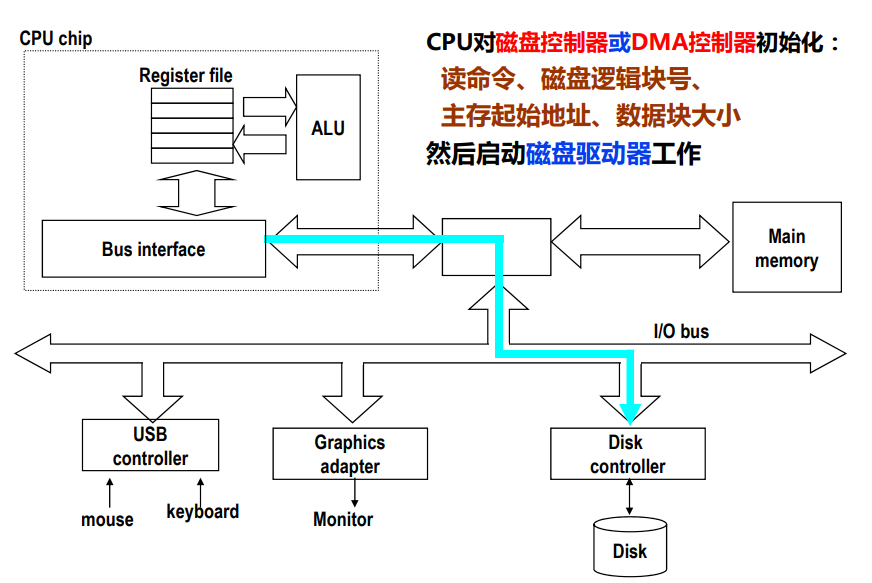 CPU chip
Register file
ALU
CPU对磁盘控制器或DMA控制器初始化：
读命令、磁盘逻辑块号、
主存起始地址、数据块大小
然后启动磁盘驱动器工作
Bus interface
Main
memory
I/O bus
USB
controller
Graphics
adapter
Disk
controller
mouse
keyboard
Monitor
Disk